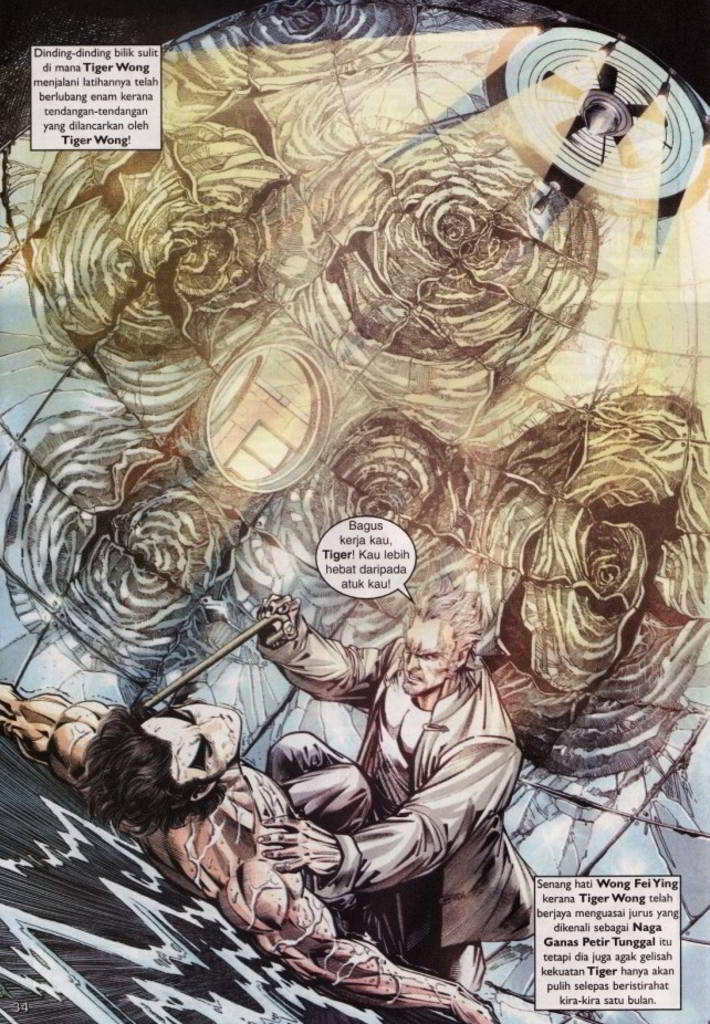 Dinding-dinding bilik sulit
di mana Tiger Wong
menjalani latihannya telah
berlubang enam kerana
tendangan-tendangan
yang dilancarkan oleh
Tiger Wong!
Bagus
kerja kau,
Tiger! Kau lebih
hebat daripada
atuk kau!
Senang hati Wong Fei Ying
kerana Tiger Wong telah
berjaya menguasai jurus yang
dikenali sebagai Naga
Ganas Petir Tunggal itu
tetapi dia juga agak gelisah
kekuatan Tiger hanya akan
pulih selepas beristirahat
kira-kira satu bulan.
34